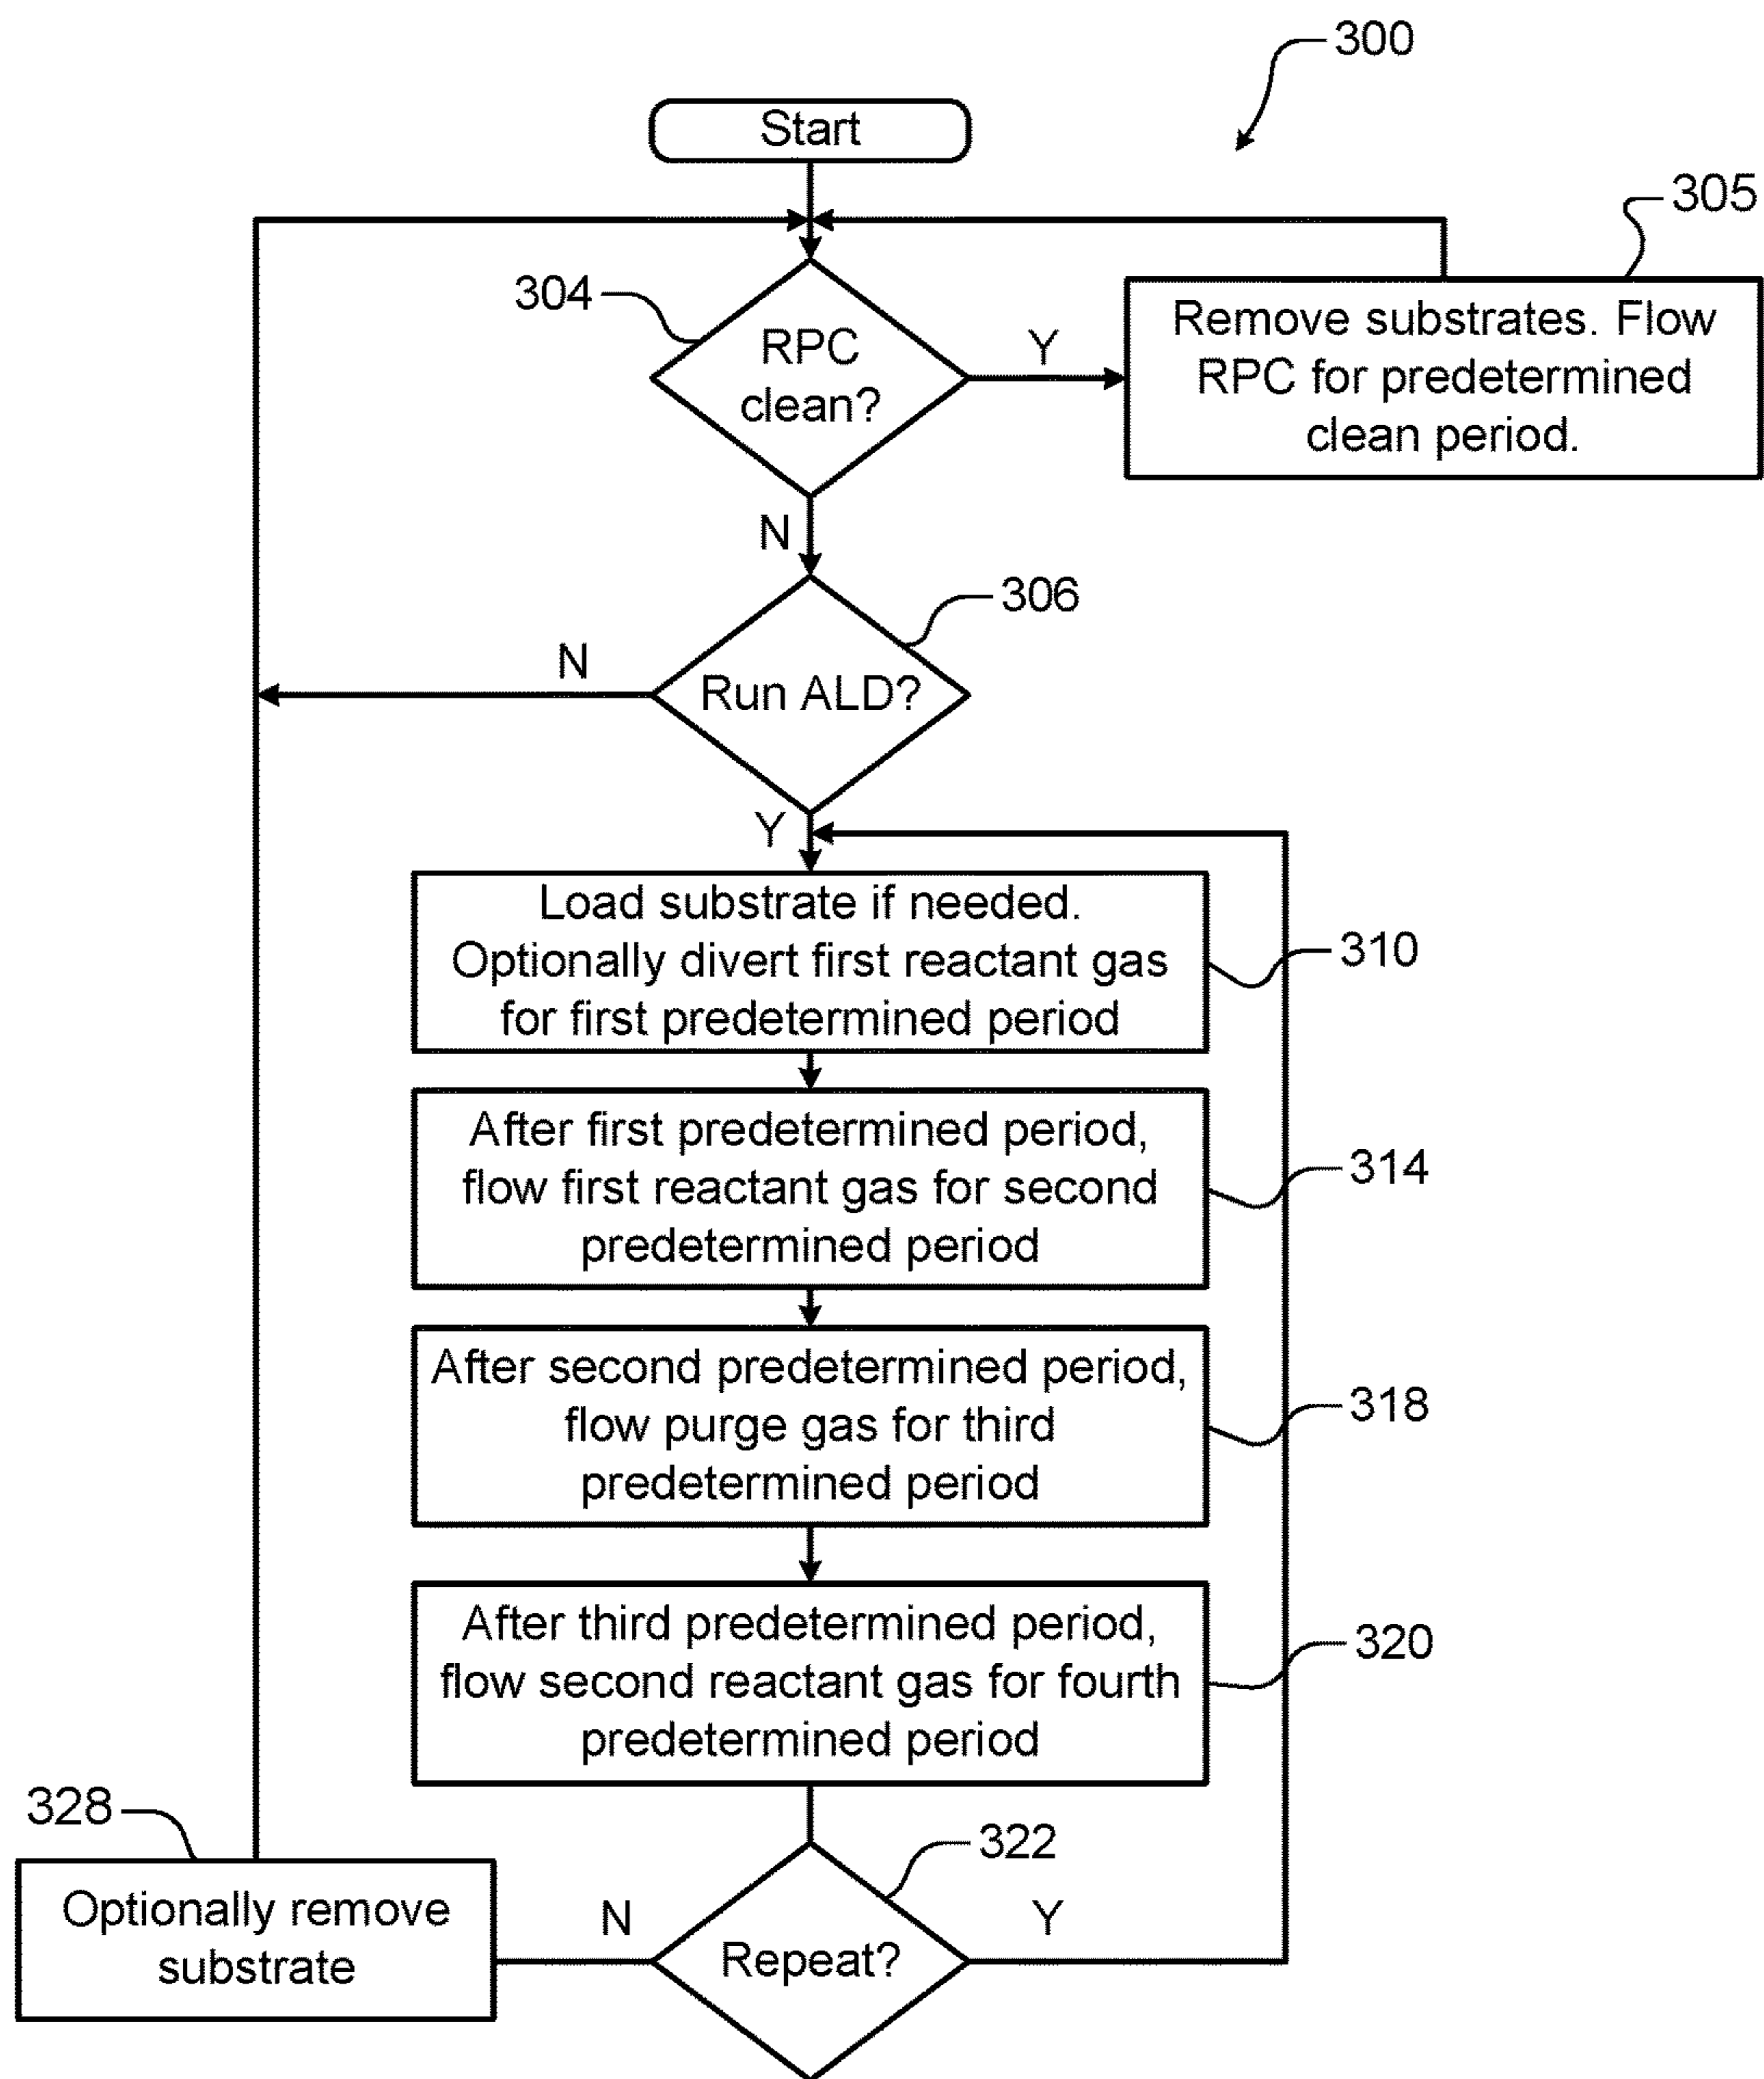 300
Start
305
304
RPC
clean?
Y
Remove substrates. Flow
RPC for predetermined
clean period.
N
306
N
Run ALD?
Y
Load substrate if needed.
Optionally divert first reactant gas
for first predetermined period
310
After first predetermined period,
flow first reactant gas for second
predetermined period
314
After second predetermined period,
flow purge gas for third
predetermined period
318
After third predetermined period,
flow second reactant gas for fourth
predetermined period
320
328
322
Optionally remove
substrate
N
Repeat?
Y